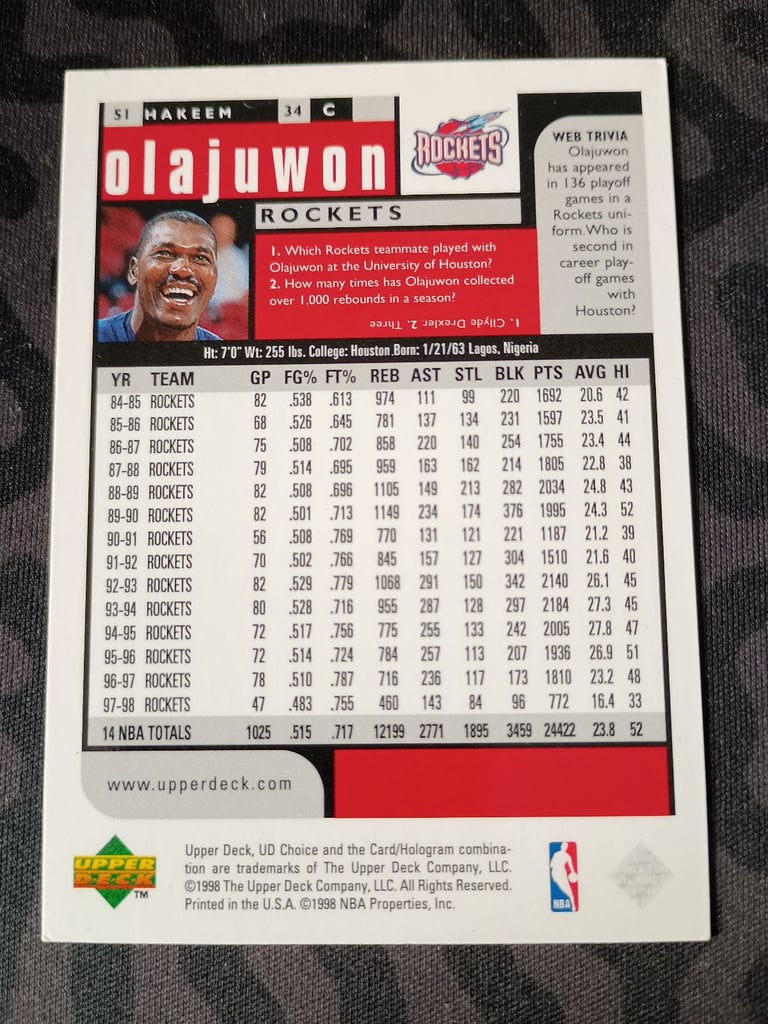 51 HAKEEM 34 C
olajuwon
ROCKETS
ROCKETS
WEB TRIVIA
Olajuwon
has appeared
in 136 playoff
games in a
Rockets uni-
form.Who is
second in
career play-
off games
with
Houston?
1. Which Rockets teammate played with
Olajuwon at the University of Houston?
2. How many times has Olajuwon collected
over 1,000 rebounds in a season?
1. Cllyde Drexler. 2. Three
Ht: 7'0" Wt: 255 lbs. College: Houston Born: 1/21/63 Lagos, Nigeria
YR TEAM GP FG% FT% REB AST STL BLK PTS AVG HI
84-85 ROCKETS 82 .538 .613 974 111 99 220 1692 20.6 42
85-86 ROCKETS 68 .526 .645 781 137 134 231 1597 23.5 41
86-87 ROCKETS 75 .508 .702 858 220 140 254 1755 23.4 44
87-88 ROCKETS 79 .514 .695 959 163 162 214 1805 22.8 38
88-89 ROCKETS 82 .508 .696 1105 149 213 282 2034 24.8 43
89-90 ROCKETS 82 .501 .713 1149 234 174 376 1995 24.3 52
90-91 ROCKETS 56 .508 .769 770 131 121 221 1187 21.2 39
91-92 ROCKETS 70 .502 .766 845 157 127 304 1510 21.6 40
92-93 ROCKETS 82 .529 .779 1068 291 150 342 2140 26.1 45
93-94 ROCKETS 80 .528 .716 955 287 128 297 2184 27.3 45
94-95 ROCKETS 72 .517 .756 775 255 133 242 2005 27.8 47
95-96 ROCKETS 72 .514 .724 784 257 113 207 1936 26.9 51
96-97 ROCKETS 78 .510 .787 716 236 117 173 1810 23.2 48
97-98 ROCKETS 47 .483 .755 460 143 84 96 772 16.4 33
14 NBA TOTALS 1025 .515 .717 12199 2771 1895 3459 24422 23.8 52
www.upperdeck.com
UPPER
DECK
TM
Upper Deck, UD Choice and the Card/Hologram combina-
tion are trademarks of The Upper Deck Company, LLC.
©1998 The Upper Deck Company, LLC. All Rights Reserved.
Printed in the U.S.A. ©1998 NBA Properties, Inc.
NBA